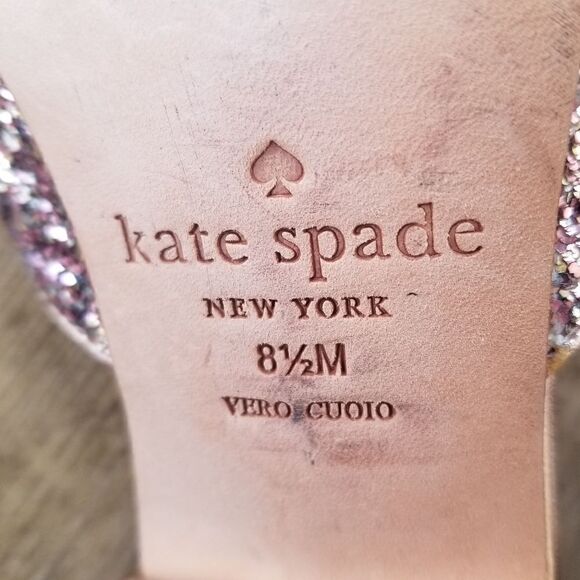 kate spade
NEW YORK
8½M
VERO CUOIO